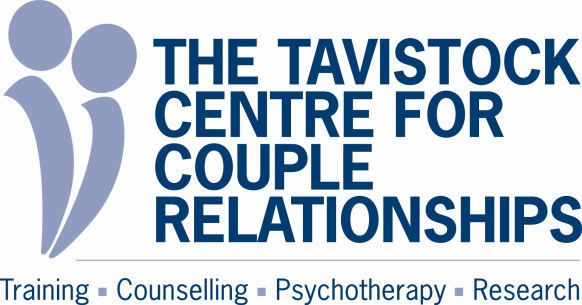 THE TAVISTOCK
CENTRE FOR
COUPLE
RELATIONSHIPS
Training ▪ Counselling ▪ Psychotherapy ▪ Research